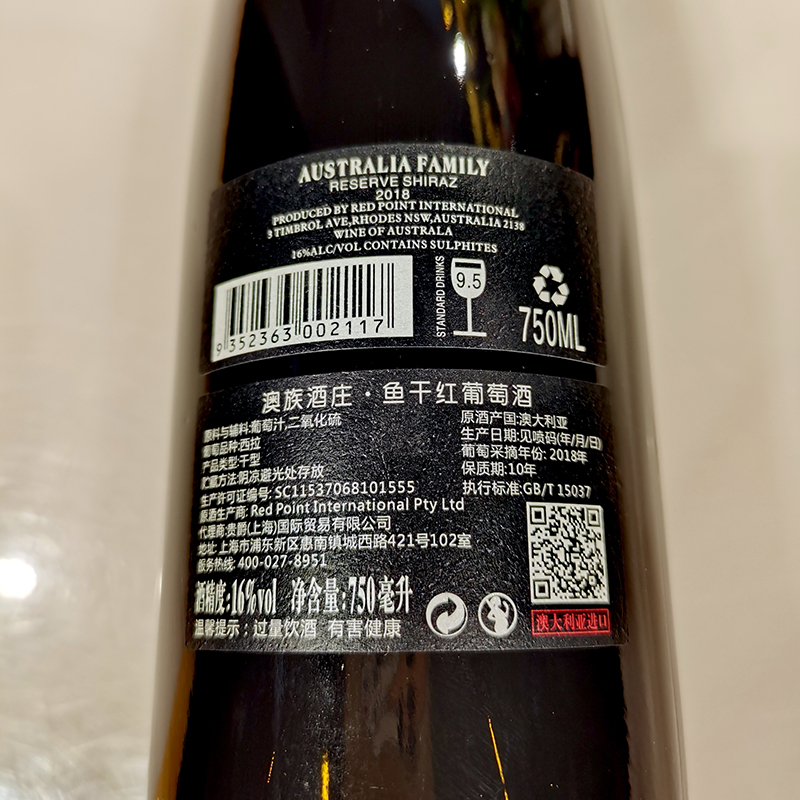 AUSTRALIA FAMILY
RESERVE SHIRAZ
2018
PRODUCED BY RED POINT INTERNATIONAL
3 TIMBROL AVE,RHODES NSW,AUSTRALIA 2138
WINE OF AUSTRALA
16%ALC/VOL CONTAINS SULPHITES
9 352363 002117
STANDARD DRINKS
9.5
750ML
澳族酒庄·鱼干红葡萄酒
原料与辅料:葡萄汁,二氧化硫
葡萄品种:西拉
产品类型:干型
贮藏方法:阴凉避光处存放
生产许可证编号: SC11537068101555
原酒生产商: Red Point International Pty Ltd
代理商:贵爵(上海)国际贸易有限公司
地址: 上海市浦东新区惠南镇城西路421号102室
服务热线: 400-027-8951
原酒产国:澳大利亚
生产日期:见喷码(年/月/日)
葡萄采摘年份: 2018年
保质期: 10年
执行标准:GB/T 15037
酒精度:16%vol 净含量:750毫升
温馨提示：过量饮酒 有害健康
澳大利亚进口